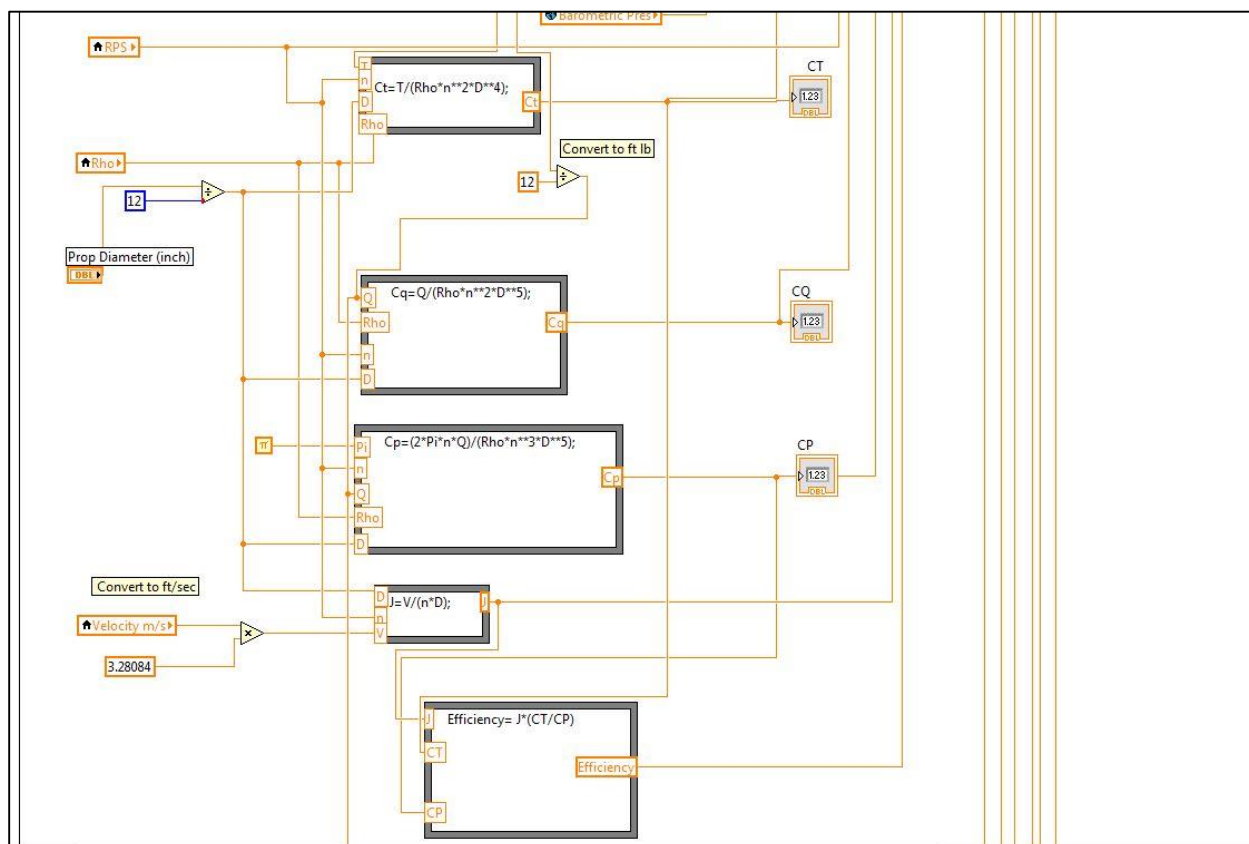 Barometric Pres
RPS
T
n
Ct=T/(Rho*n**2*D**4);
D
Ct
Rho
CT
1.23
DBL
Convert to ft lb
Rho
12
12
Prop Diameter (inch)
DBL
Q
Cq=Q/(Rho*n**2*D**5);
Rho
Cq
n
D
CQ
1.23
DBL
π
Pi
Cp=(2*Pi*n*Q)/(Rho*n**3*D**5);
n
Q
Cp
Rho
D
CP
1.23
DBL
Convert to ft/sec
D
J=V/(n*D);
J
n
V
Velocity m/s
3.28084
J
Efficiency= J*(CT/CP)
CT
Efficiency
CP